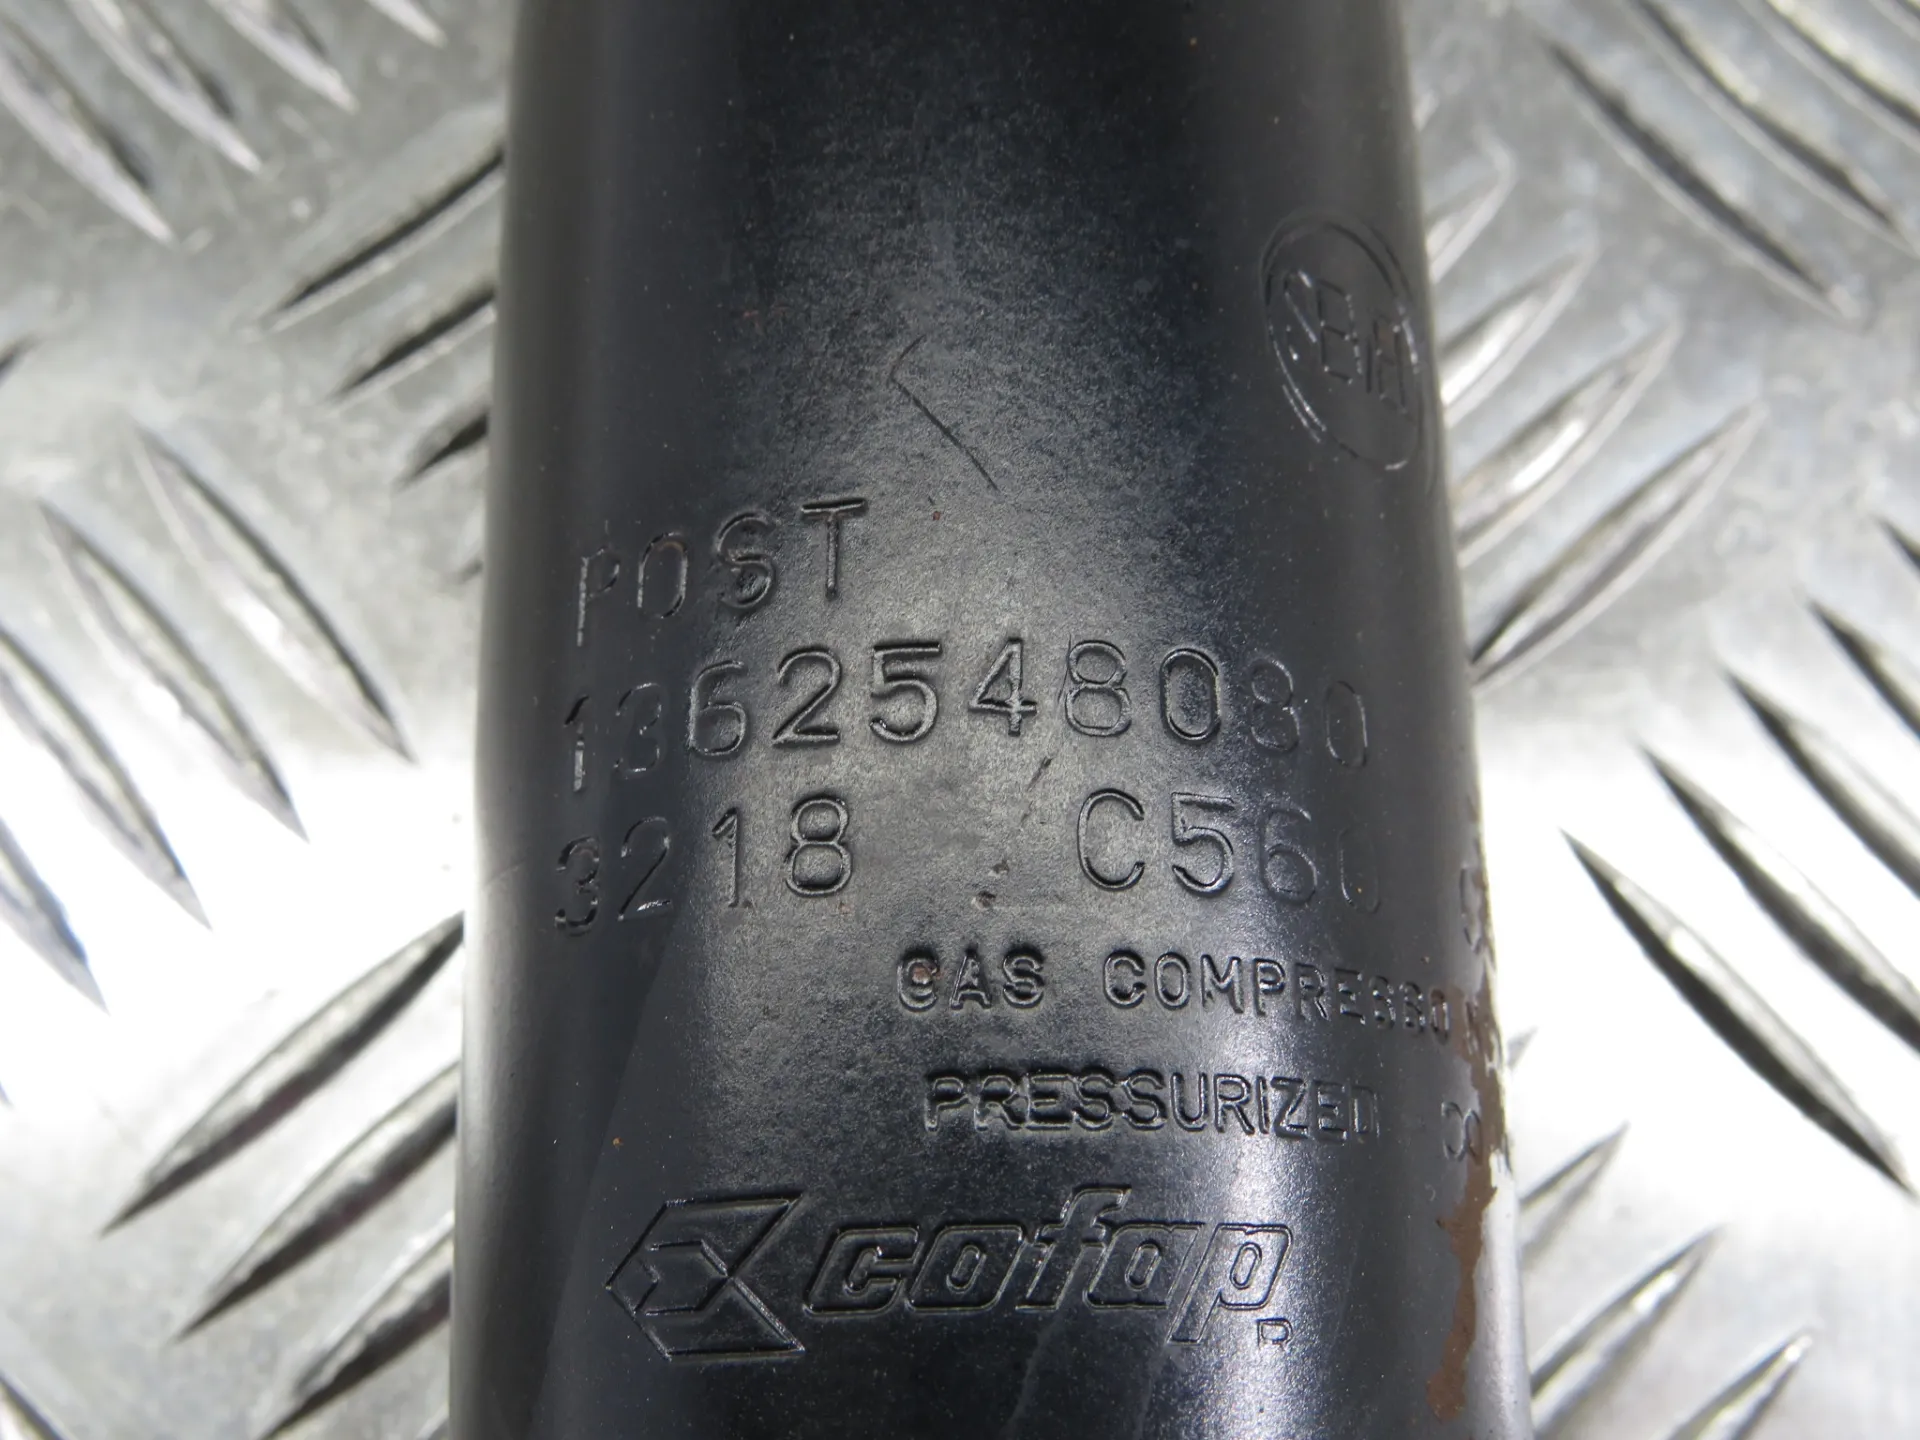 POST
1362548080
3218 C560
GAS COMPRESSO
PRESSURIZED
cofap
R